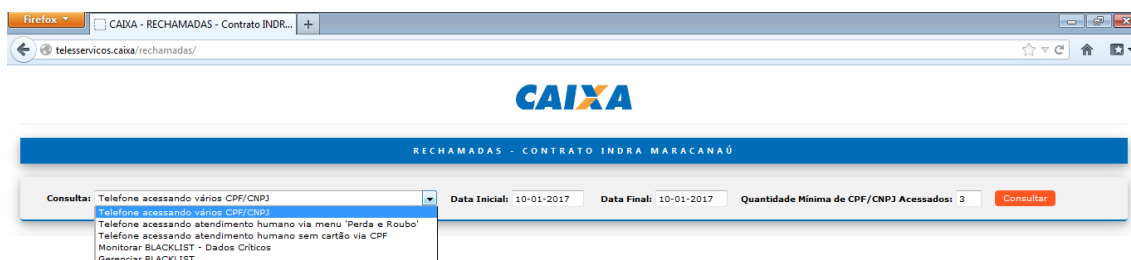 Firefox
CAIXA - RECHAMADAS - Contrato INDR...
telesservicos.caixa/rechamadas/
CAIXA
RECHAMADAS - CONTRATO INDRA MARACANAÚ
Consulta: Telefone acessando vários CPF/CNPJ Data Inicial: 10-01-2017 Data Final: 10-01-2017 Quantidade Mínima de CPF/CNPJ Acessados: 3 Consultar
Telefone acessando vários CPF/CNPJ
Telefone acessando atendimento humano via menu 'Perda e Roubo'
Telefone acessando atendimento humano sem cartão via CPF
Monitorar BLACKLIST - Dados Críticos
Gerenciar BLACKLIST